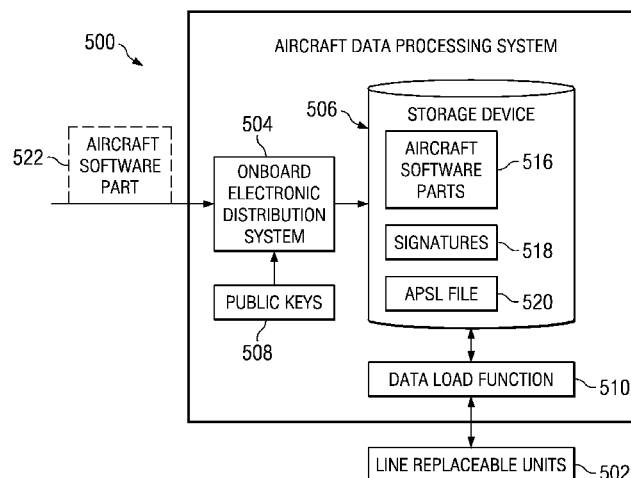 500
AIRCRAFT DATA PROCESSING SYSTEM
522
AIRCRAFT
SOFTWARE
PART
504
ONBOARD
ELECTRONIC
DISTRIBUTION
SYSTEM
PUBLIC KEYS
508
506
STORAGE DEVICE
AIRCRAFT
SOFTWARE
PARTS
516
SIGNATURES
518
APSL FILE
520
DATA LOAD FUNCTION
510
LINE REPLACEABLE UNITS
502